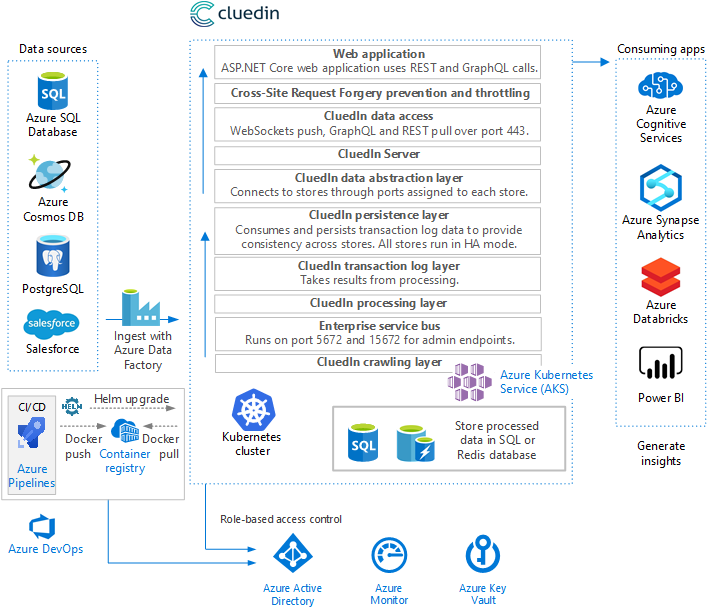 cluedin
Data sources
Azure SQL
Database
Azure
Cosmos DB
PostgreSQL
salesforce
Salesforce
Ingest with
Azure Data
Factory
Web application
ASP.NET Core web application uses REST and GraphQL calls.
Cross-Site Request Forgery prevention and throttling
CluedIn data access
WebSockets push, GraphQL and REST pull over port 443.
CluedIn Server
CluedIn data abstraction layer
Connects to stores through ports assigned to each store.
CluedIn persistence layer
Consumes and persists transaction log data to provide
consistency across stores. All stores run in HA mode.
CluedIn transaction log layer
Takes results from processing.
CluedIn processing layer
Enterprise service bus
Runs on port 5672 and 15672 for admin endpoints.
CluedIn crawling layer
Azure Kubernetes
Service (AKS)
Kubernetes
cluster
SQL
Store processed
data in SQL or
Redis database
Consuming apps
Azure
Cognitive
Services
Azure Synapse
Analytics
Azure
Databricks
Power BI
Generate
insights
CI/CD
Azure
Pipelines
HELM
Helm upgrade
Docker
push
Container
registry
Docker
pull
Azure DevOps
Role-based access control
Azure Active
Directory
Azure
Monitor
Azure Key
Vault
SQL